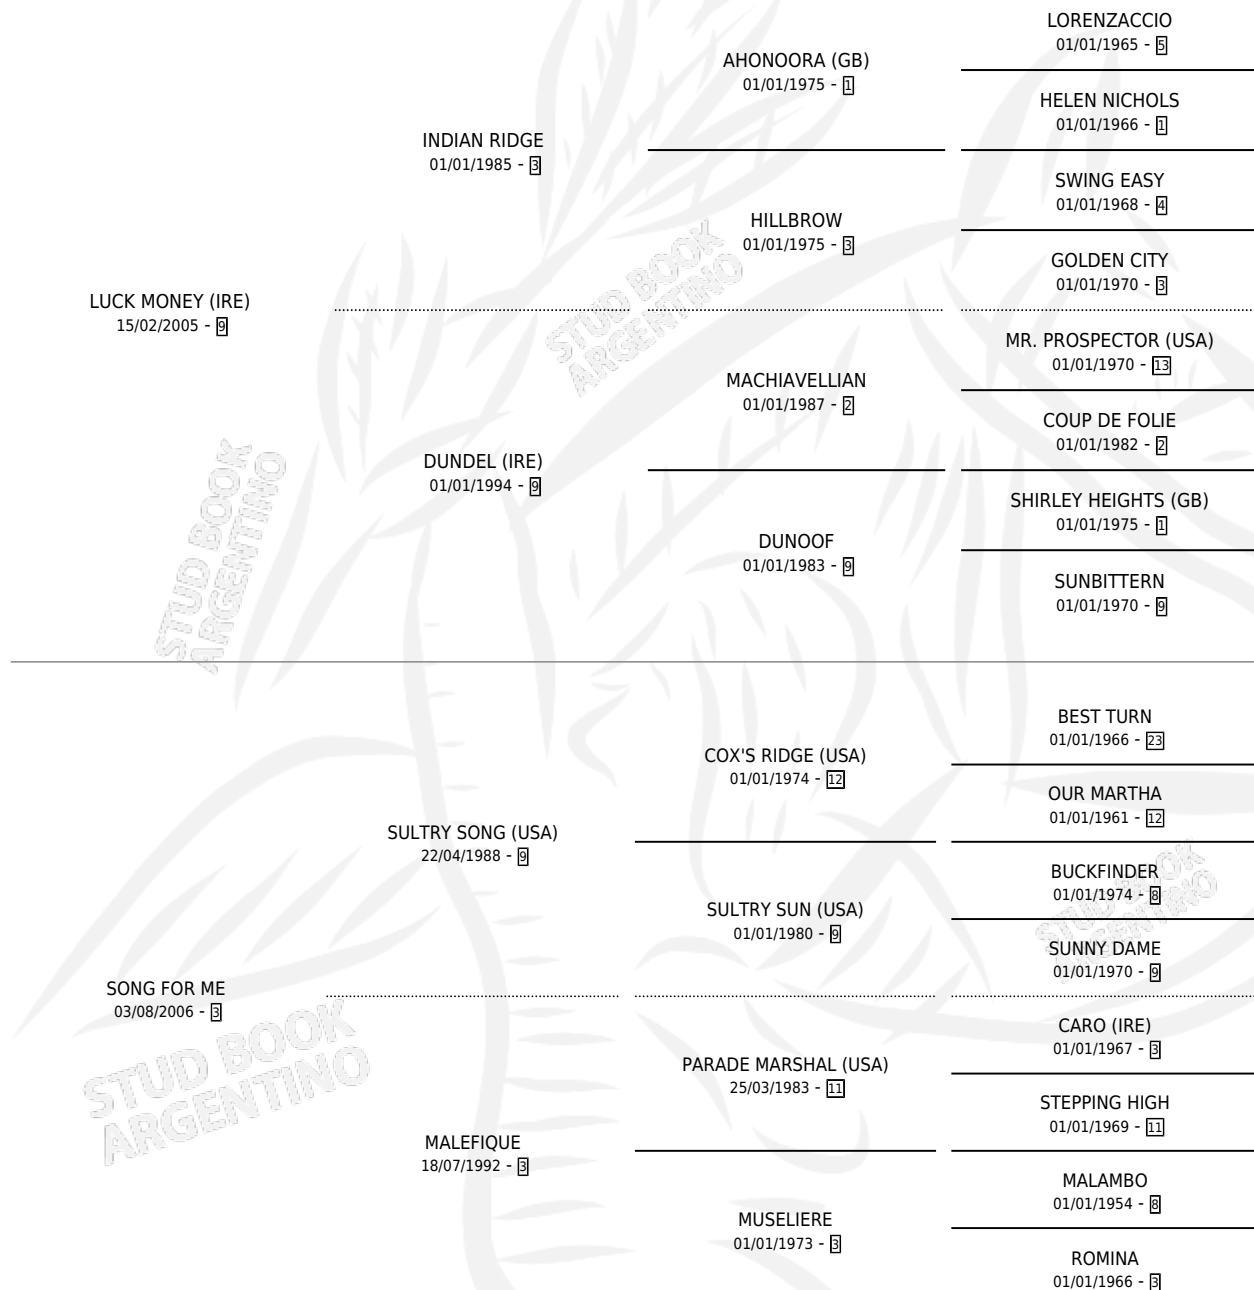 LORENZACCIO
01/01/1965 - 5
AHONOORA (GB)
01/01/1975 - 1
HELEN NICHOLS
01/01/1966 - 1
INDIAN RIDGE
01/01/1985 - 3
SWING EASY
01/01/1968 - 4
HILLBROW
01/01/1975 - 3
GOLDEN CITY
01/01/1970 - 3
LUCK MONEY (IRE)
15/02/2005 - 9
MR. PROSPECTOR (USA)
01/01/1970 - 13
MACHIAVELLIAN
01/01/1987 - 2
COUP DE FOLIE
01/01/1982 - 2
DUNDEL (IRE)
01/01/1994 - 9
SHIRLEY HEIGHTS (GB)
01/01/1975 - 1
DUNOOF
01/01/1983 - 9
SUNBITTERN
01/01/1970 - 9
BEST TURN
01/01/1966 - 23
COX'S RIDGE (USA)
01/01/1974 - 12
OUR MARTHA
01/01/1961 - 12
SULTRY SONG (USA)
22/04/1988 - 9
BUCKFINDER
01/01/1974 - 8
SULTRY SUN (USA)
01/01/1980 - 9
SUNNY DAME
01/01/1970 - 9
SONG FOR ME
03/08/2006 - 3
CARO (IRE)
01/01/1967 - 3
PARADE MARSHAL (USA)
25/03/1983 - 11
STEPPING HIGH
01/01/1969 - 11
MALEFIQUE
18/07/1992 - 3
MALAMBO
01/01/1954 - 8
MUSELIERE
01/01/1973 - 3
ROMINA
01/01/1966 - 3
STUD BOOK
ARGENTINO
STUD BOOK
ARGENTINO
STUD BOOK
ARGENTINO
STUD BOOK
ARGENTINO